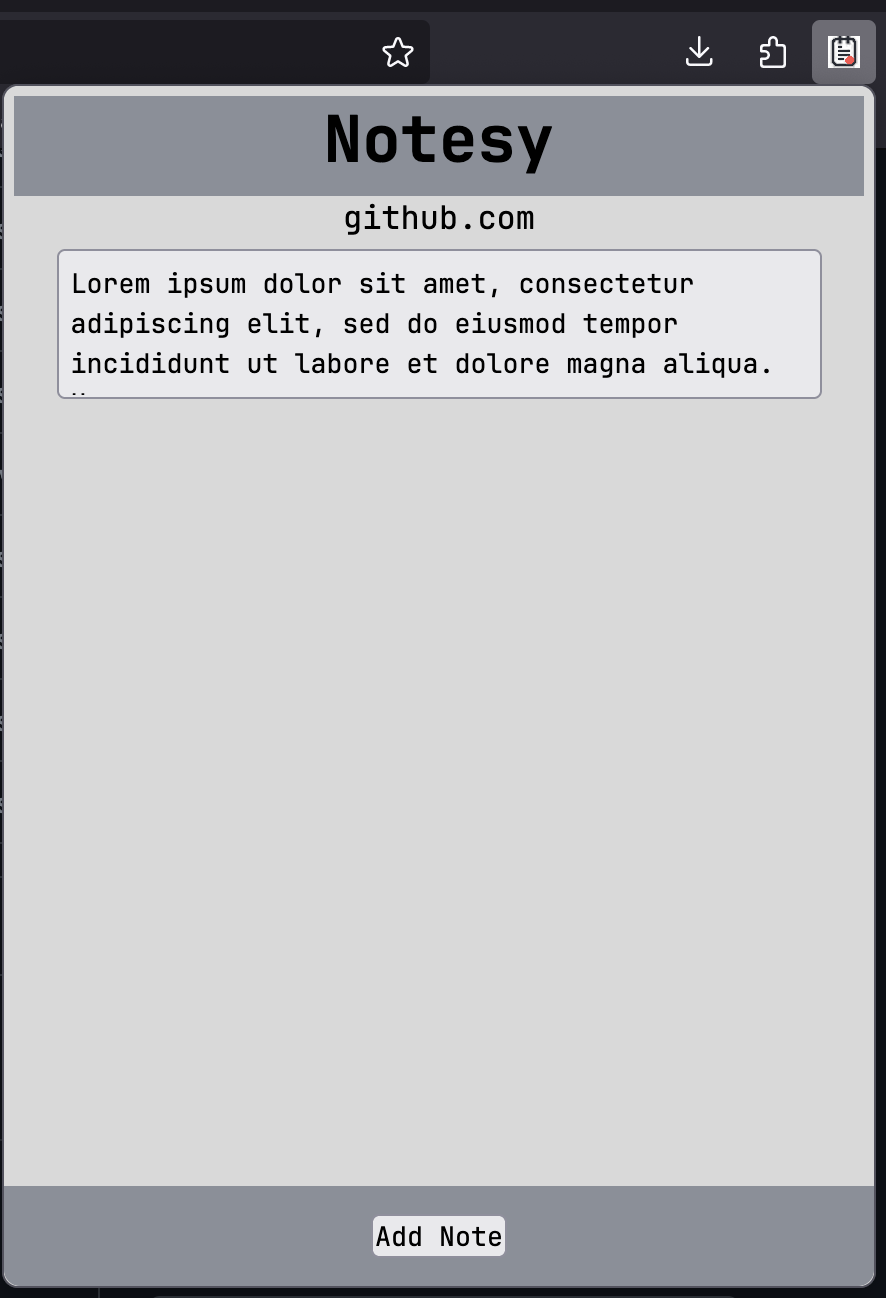 Notesy
github.com
Lorem ipsum dolor sit amet, consectetur
adipiscing elit, sed do eiusmod tempor
incididunt ut labore et dolore magna aliqua.
Add Note